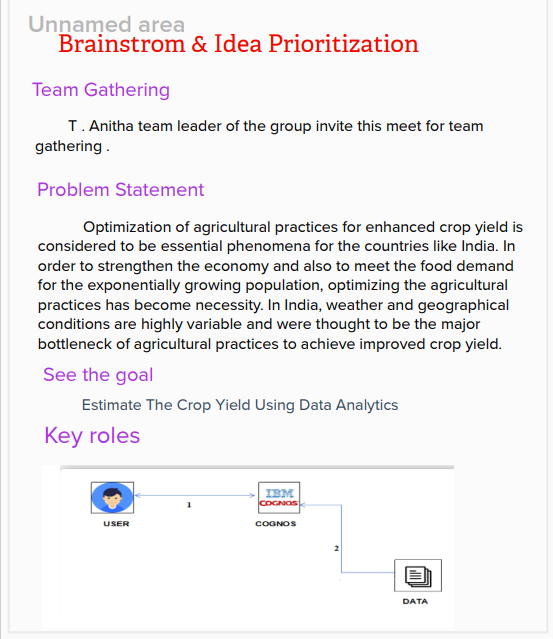 Unnamed area
Brainstrom & Idea Prioritization
Team Gathering
T . Anitha team leader of the group invite this meet for team
gathering .
Problem Statement
Optimization of agricultural practices for enhanced crop yield is
considered to be essential phenomena for the countries like India. In
order to strengthen the economy and also to meet the food demand
for the exponentially growing population, optimizing the agricultural
practices has become necessity. In India, weather and geographical
conditions are highly variable and were thought to be the major
bottleneck of agricultural practices to achieve improved crop yield.
See the goal
Estimate The Crop Yield Using Data Analytics
Key roles
IBM
COGNOS
1
USER
COGNOS
2
DATA